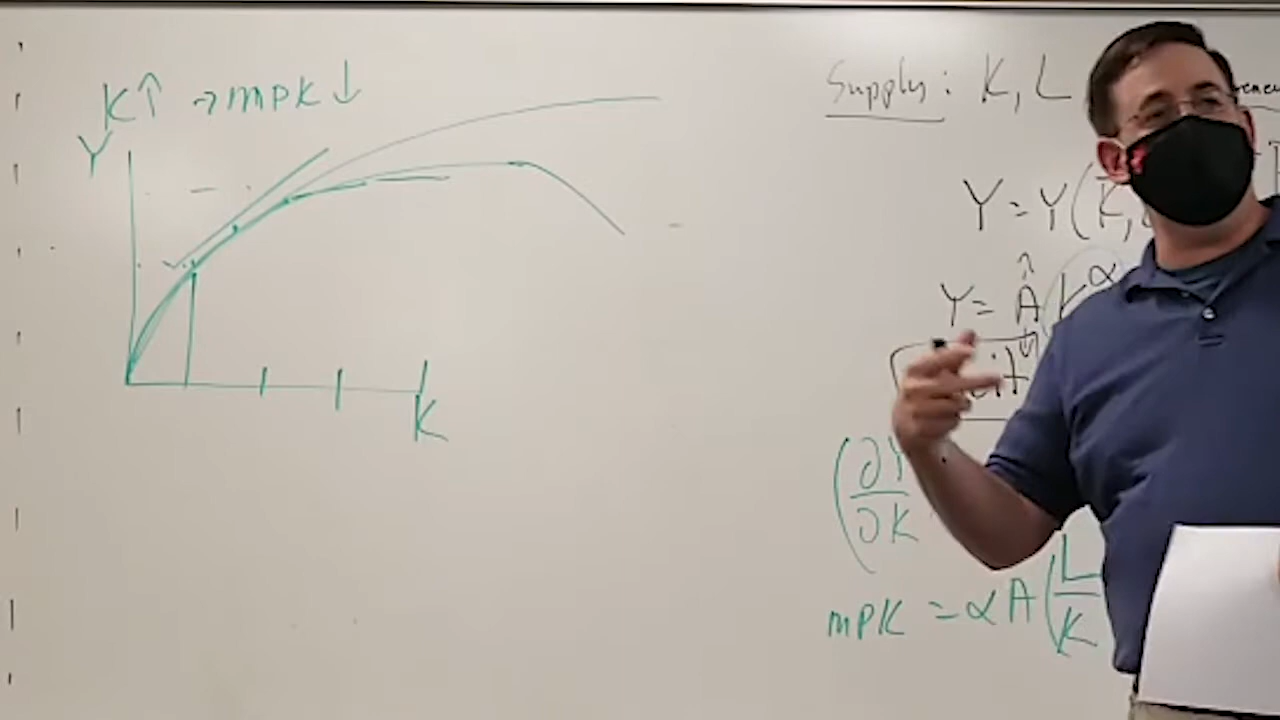 K↑ → mpK ↓
Y
K
Supply: K, L
Y = Y(K,
Y = A K^α
∂Y
∂K
mpK = αA(L
K